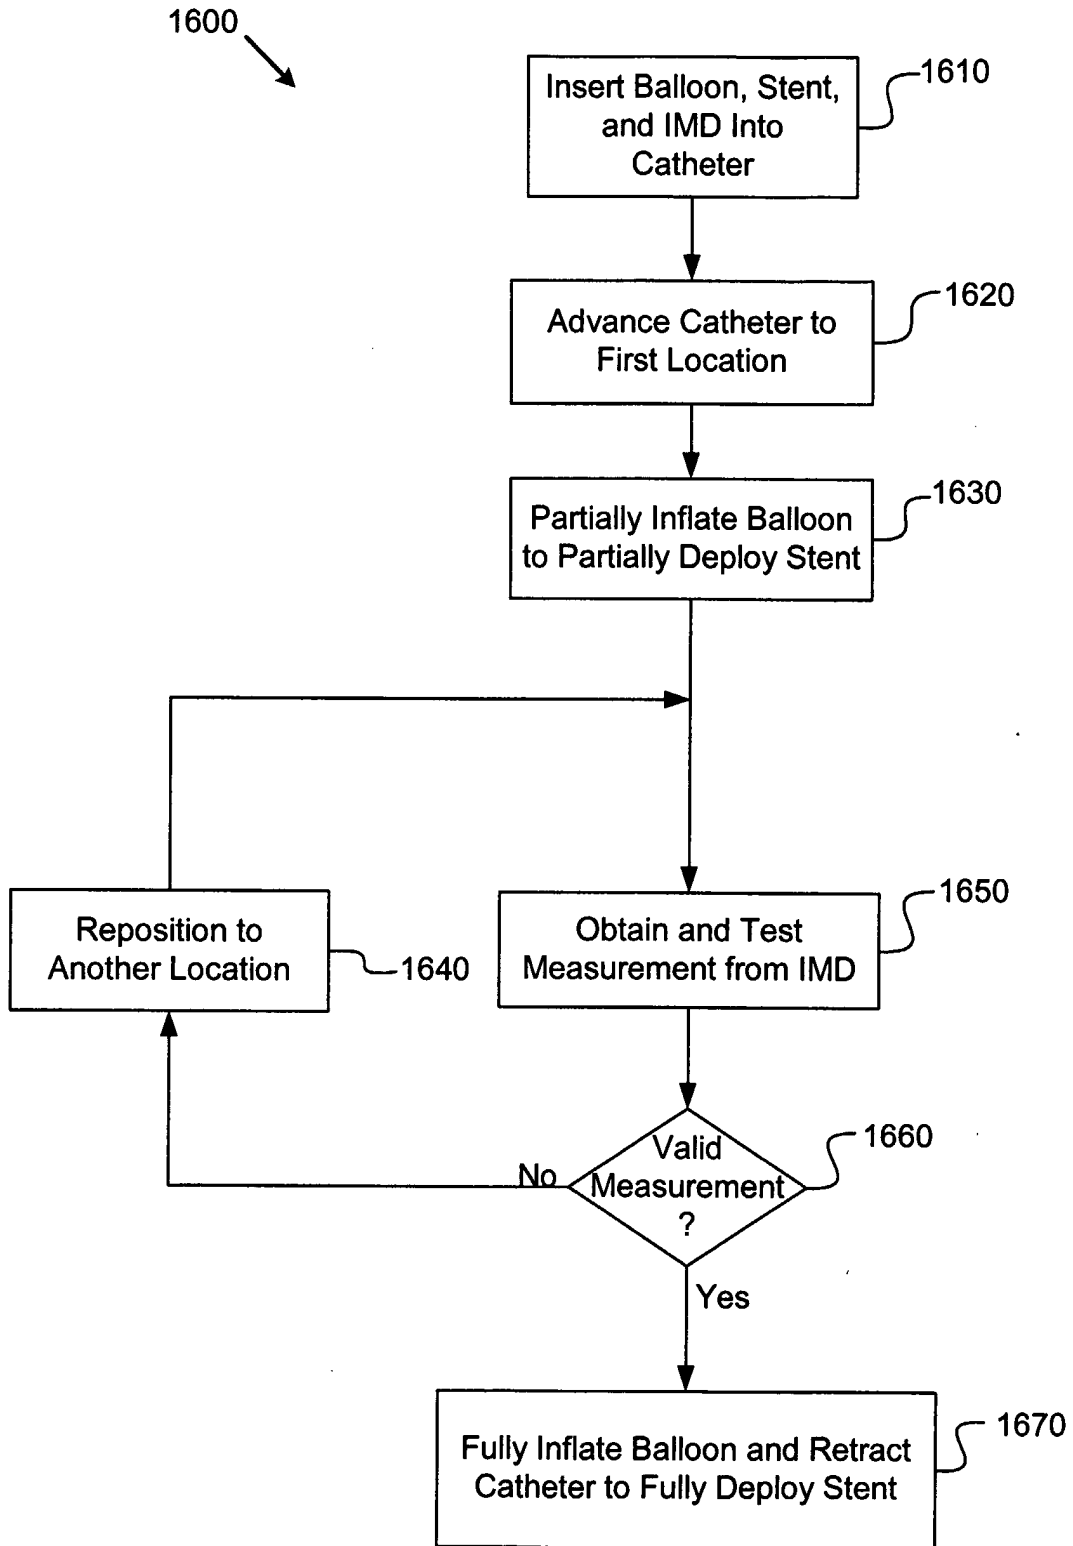 1600
Insert Balloon, Stent,
and IMD Into
Catheter
1610
Advance Catheter to
First Location
1620
Partially Inflate Balloon
to Partially Deploy Stent
1630
Reposition to
Another Location
1640
Obtain and Test
Measurement from IMD
1650
Valid
Measurement
?
1660
No
Yes
Fully Inflate Balloon and Retract
Catheter to Fully Deploy Stent
1670